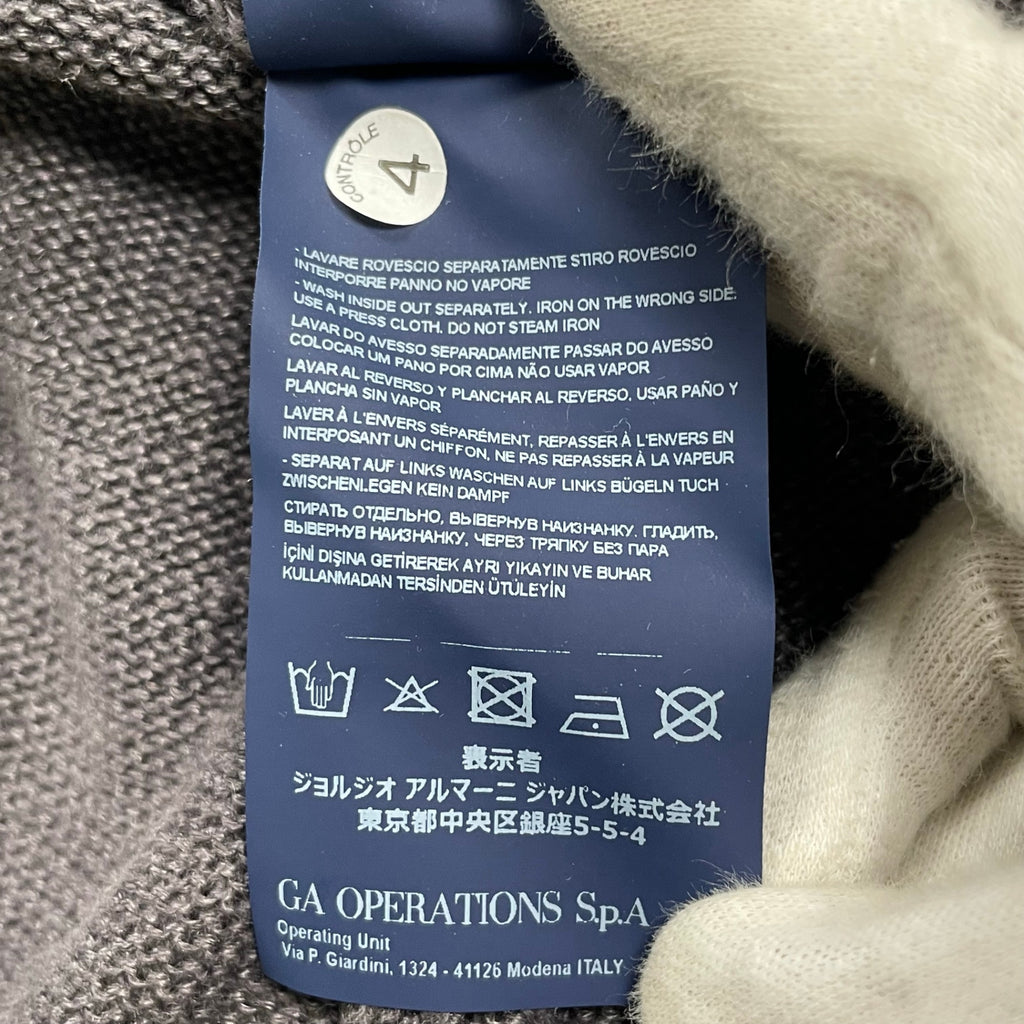 CONTRÔLE
4
- LAVARE ROVESCIO SEPARATAMENTE STIRO ROVESCIO
INTERPORRE PANNO NO VAPORE
- WASH INSIDE OUT SEPARATELY. IRON ON THE WRONG SIDE.
USE A PRESS CLOTH. DO NOT STEAM IRON
LAVAR DO AVESSO SEPARADAMENTE PASSAR DO AVESSO
COLOCAR UM PANO POR CIMA NÃO USAR VAPOR
LAVAR AL REVERSO Y PLANCHAR AL REVERSO, USAR PAÑO Y
PLANCHA SIN VAPOR
LAVER À L'ENVERS SÉPARÉMENT, REPASSER À L'ENVERS EN
INTERPOSANT UN CHIFFON, NE PAS REPASSER À LA VAPEUR
- SEPARAT AUF LINKS WASCHEN AUF LINKS BÜGELN TUCH
ZWISCHENLEGEN KEIN DAMPF
СТИРАТЬ ОТДЕЛЬНО, ВЫВЕРНУВ НАИЗНАНКУ. ГЛАДИТЬ,
ВЫВЕРНУВ НАИЗНАНКУ, ЧЕРЕЗ ТРЯПКУ БЕЗ ПАРА
İÇİNİ DIŞINA GETİREREK AYRI YIKAYIN VE BUHAR
KULLANMADAN TERSİNDEN ÜTÜLEYİN
表示者
ジョルジオ アルマーニ ジャパン株式会社
東京都中央区銀座5-5-4
GA OPERATIONS S.p.A
Operating Unit
Via P. Giardini, 1324 - 41126 Modena ITALY